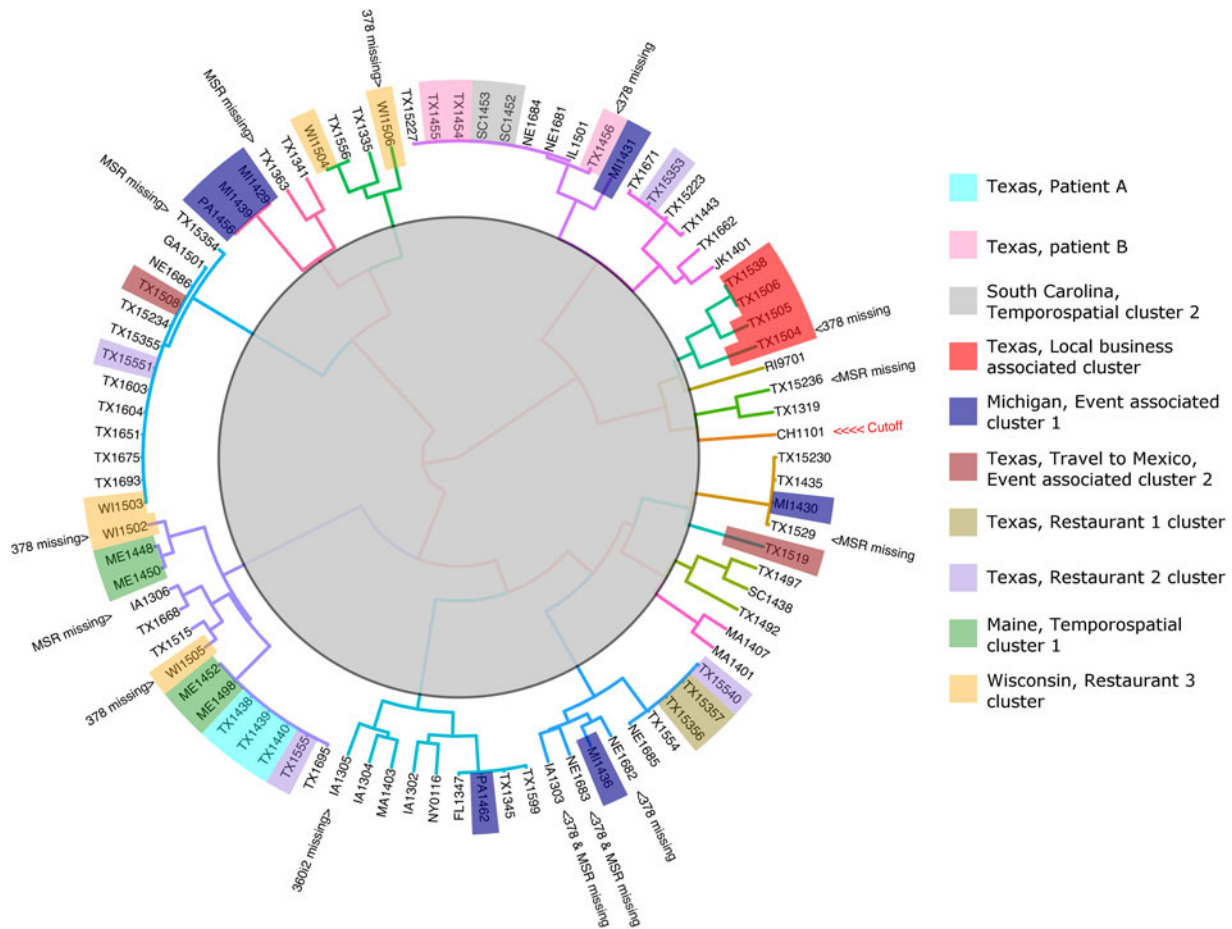 378 missing>
WI1506
TX15227
TX1455
TX1454
SC1453
SC1452
NE1684
NE1681
IL1501
TX1456
<378 missing
MI1431
TX1671
TX15353
TX15223
TX1443
TX1662
JK1401
TX1538
TX1506
TX1505
TX1504
<378 missing
RI9701
TX15236
<MSR missing
TX1319
CH1101
<<<< Cutoff
TX15230
TX1435
MI1430
TX1529
<MSR missing
TX1519
TX1497
SC1438
TX1492
MA1407
MA1401
TX15540
TX15357
TX15356
TX1554
NE1685
NE1682
<378 missing
MI1436
NE1683
<378 & MSR missing
IA1303
<378 & MSR missing
TX1599
TX1345
PA1462
FL1347
NY0116
IA1302
MA1403
IA1304
IA1305
360i2 missing>
TX1695
TX1555
TX1440
TX1439
TX1438
ME1498
ME1452
WI1505
378 missing>
TX1515
TX1668
IA1306
MSR missing>
ME1450
ME1448
WI1502
378 missing>
WI1503
TX1693
TX1675
TX1651
TX1604
TX1603
TX15551
TX15355
TX15234
TX1508
NE1686
GA1501
TX15354
MSR missing>
PA1456
MI1439
MI1429
TX1363
MSR missing>
TX1341
WI1504
TX1556
TX1335
Texas, Patient A
Texas, patient B
South Carolina,
Temporospatial cluster 2
Texas, Local business
associated cluster
Michigan, Event associated
cluster 1
Texas, Travel to Mexico,
Event associated cluster 2
Texas, Restaurant 1 cluster
Texas, Restaurant 2 cluster
Maine, Temporospatial
cluster 1
Wisconsin, Restaurant 3
cluster